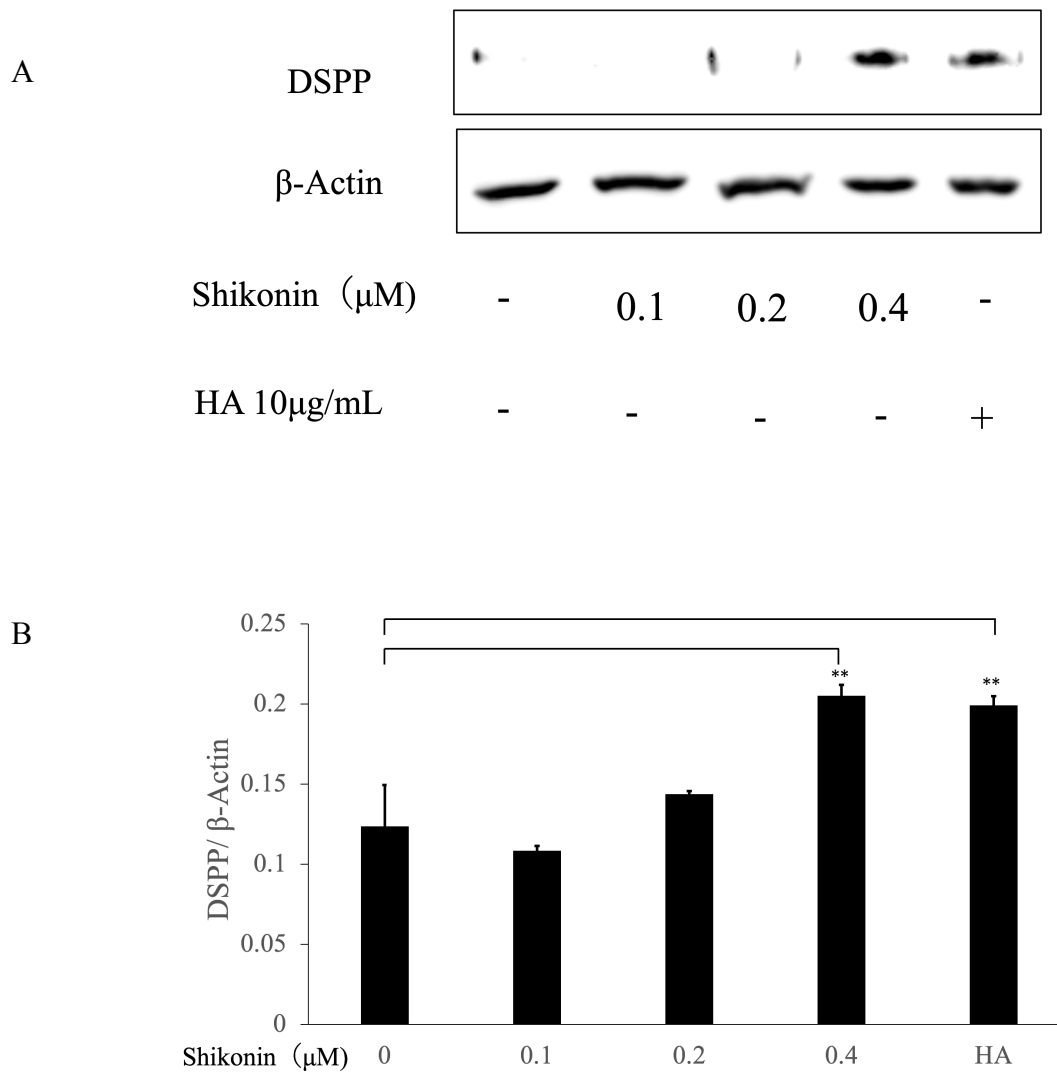 A
DSPP
β-Actin
Shikonin（μM) - 0.1 0.2 0.4 -
HA 10μg/mL - - - - +
B
0.25
0.2
0.15
0.1
0.05
0
DSPP/ β-Actin
** **
Shikonin（μM) 0 0.1 0.2 0.4 HA